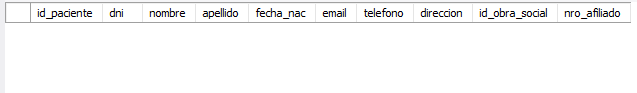 id_paciente dni nombre apellido fecha_nac email telefono direccion id_obra_social nro_afiliado